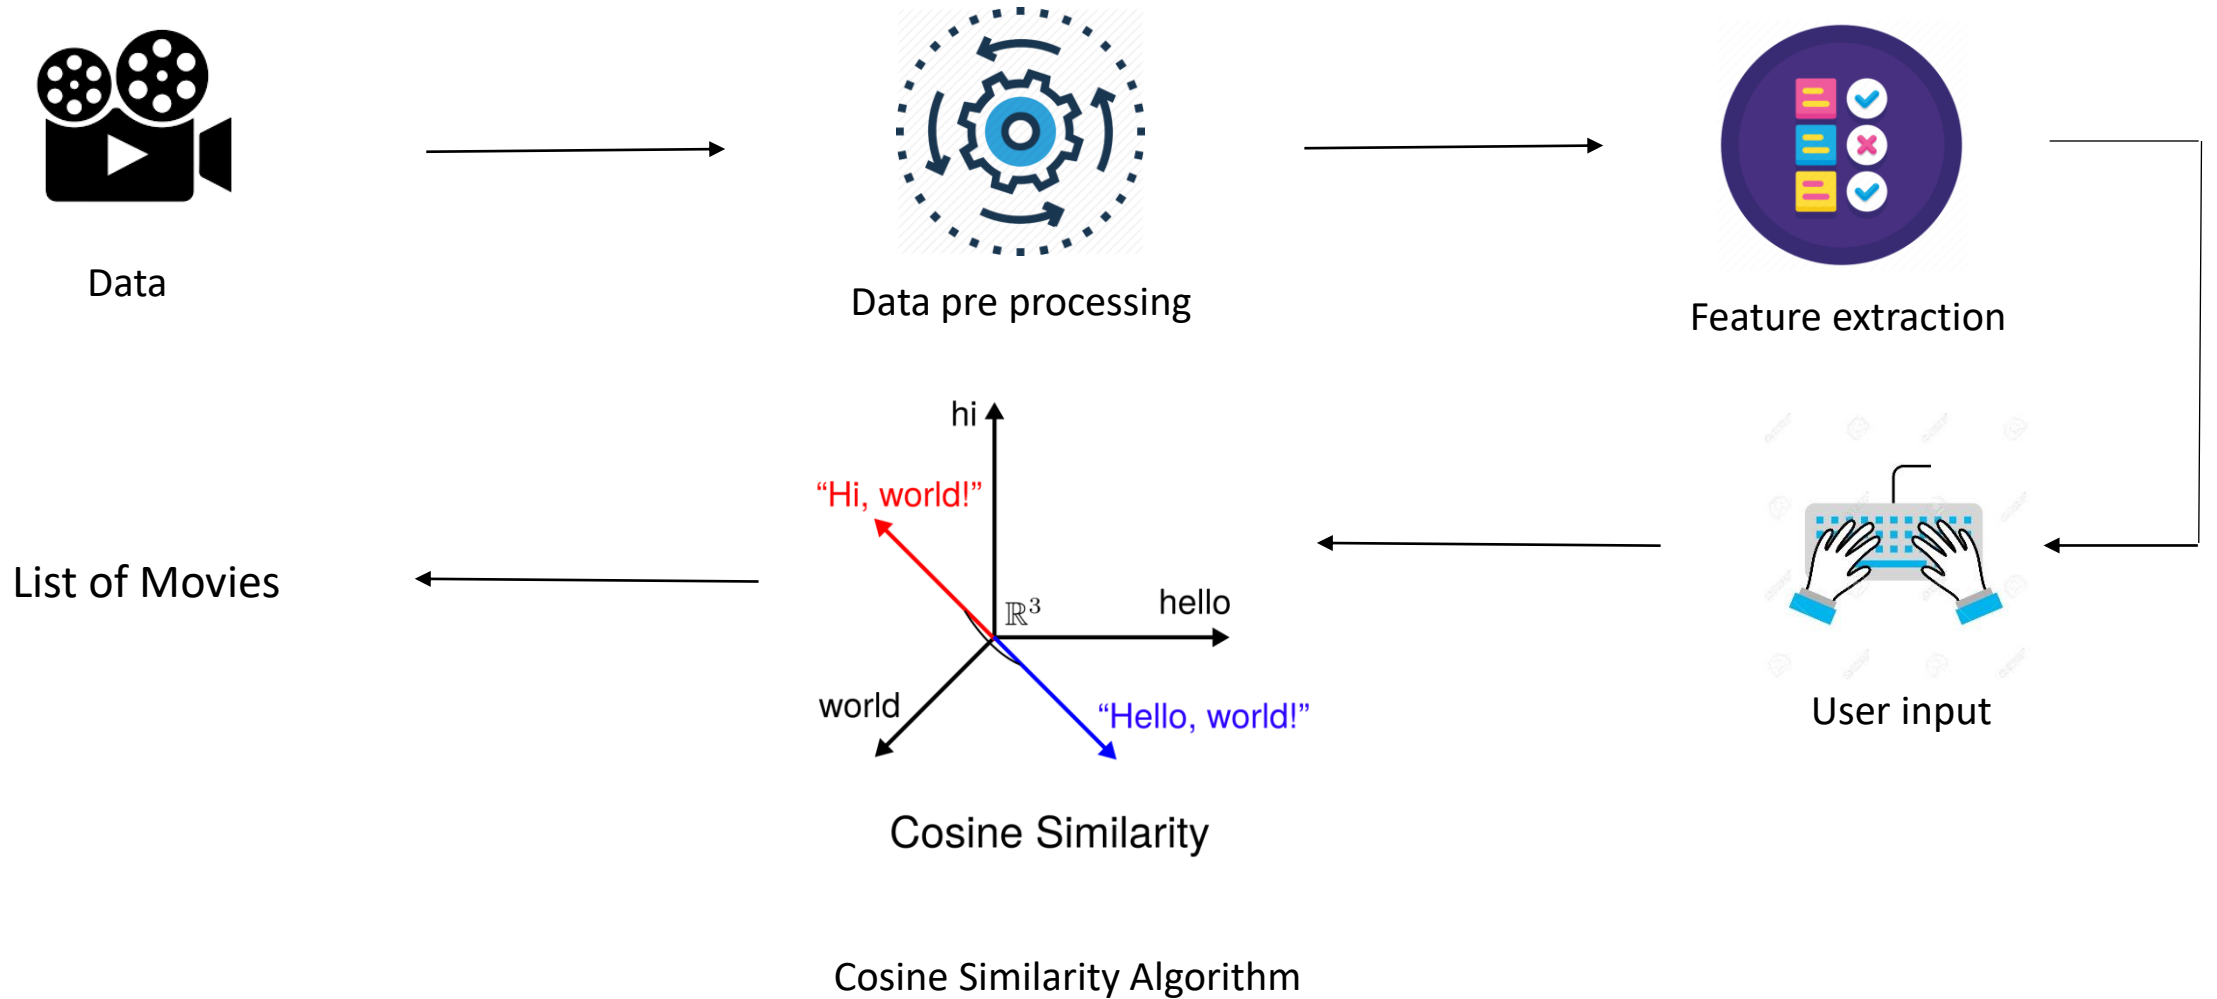 Data
Data pre processing
Feature extraction
hi
“Hi, world!”
ℝ³
hello
world
“Hello, world!”
Cosine Similarity
User input
List of Movies
Cosine Similarity Algorithm